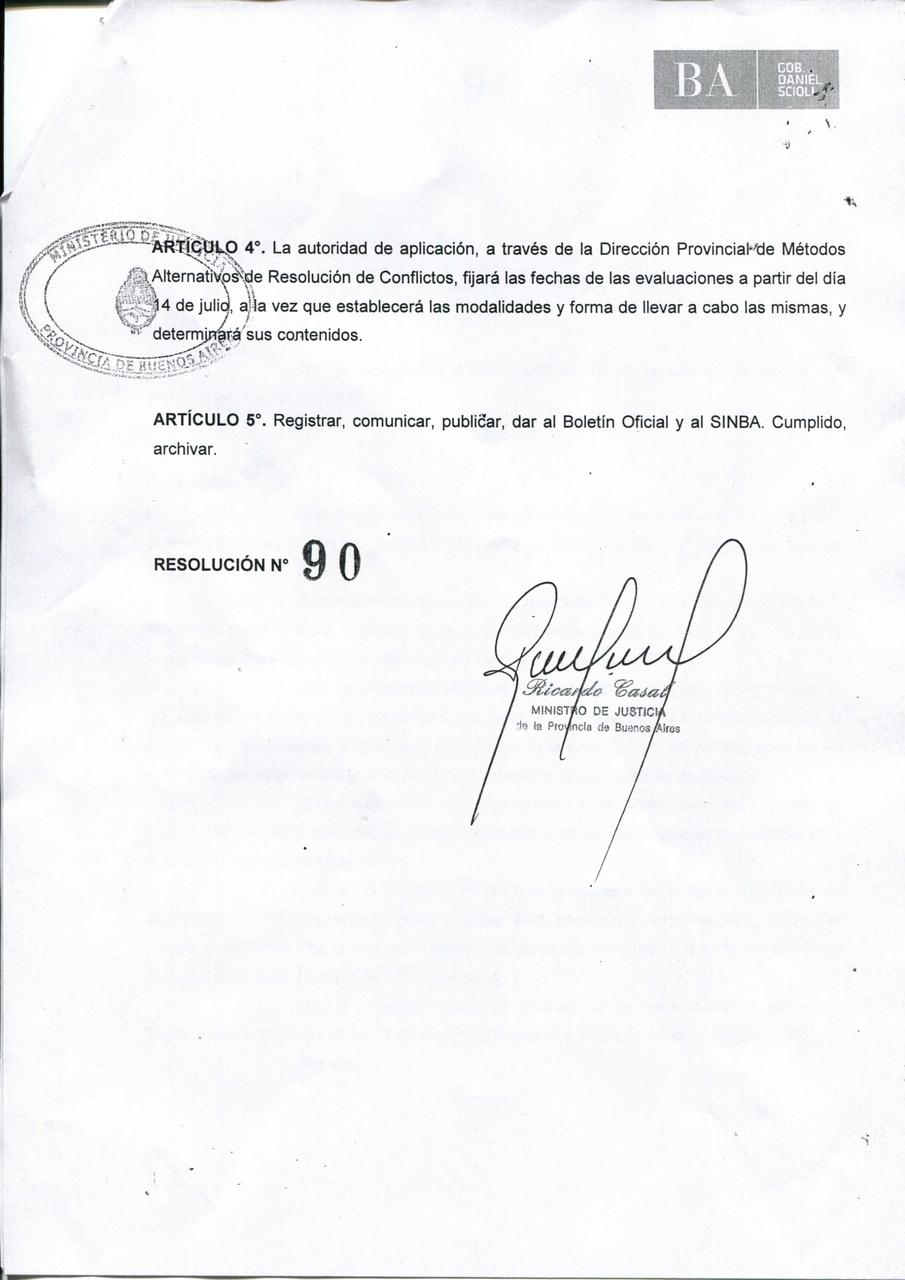 BA
GOB.
DANIEL
SCIOLI
MINISTERIO DE
PROVINCIA DE BUENOS AIRES
ARTÍCULO 4°. La autoridad de aplicación, a través de la Dirección Provincial de Métodos
Alternativos de Resolución de Conflictos, fijará las fechas de las evaluaciones a partir del día
14 de julio, a la vez que establecerá las modalidades y forma de llevar a cabo las mismas, y
determinará sus contenidos.
ARTÍCULO 5°. Registrar, comunicar, publicar, dar al Boletín Oficial y al SINBA. Cumplido,
archivar.
RESOLUCIÓN N° 90
Ricardo Casal
MINISTRO DE JUSTICIA
de la Provincia de Buenos Aires